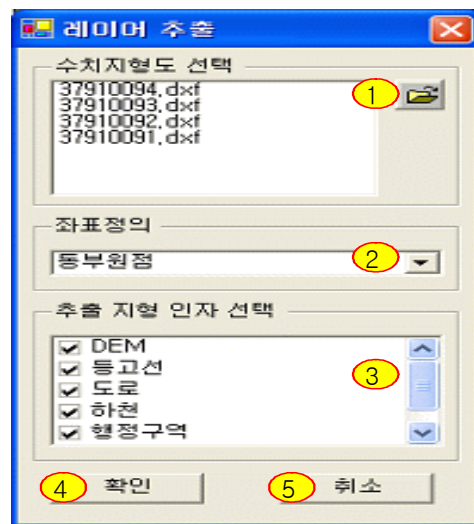 레이어 추출
수치지형도 선택
37910094.dxf
37910093.dxf
37910092.dxf
37910091.dxf
1
좌표정의
동부원점
2
추출 지형 인자 선택
DEM
등고선
도로
하천
행정구역
3
4 확인
5 취소